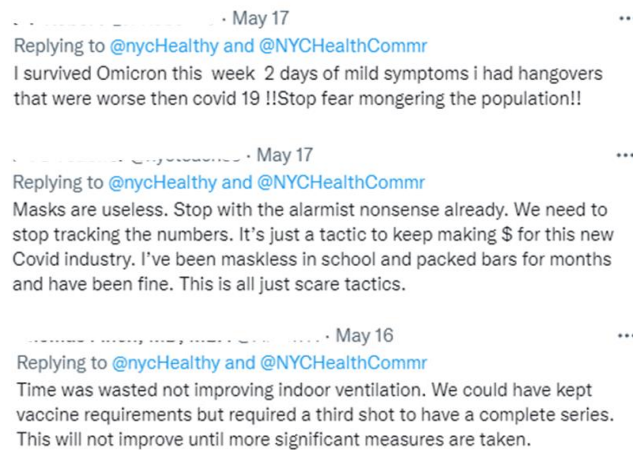 · May 17
Replying to @nycHealthy and @NYCHealthCommr
I survived Omicron this week 2 days of mild symptoms i had hangovers
that were worse then covid 19 !!Stop fear mongering the population!!
· May 17
Replying to @nycHealthy and @NYCHealthCommr
Masks are useless. Stop with the alarmist nonsense already. We need to
stop tracking the numbers. It's just a tactic to keep making $ for this new
Covid industry. I've been maskless in school and packed bars for months
and have been fine. This is all just scare tactics.
· May 16
Replying to @nycHealthy and @NYCHealthCommr
Time was wasted not improving indoor ventilation. We could have kept
vaccine requirements but required a third shot to have a complete series.
This will not improve until more significant measures are taken.